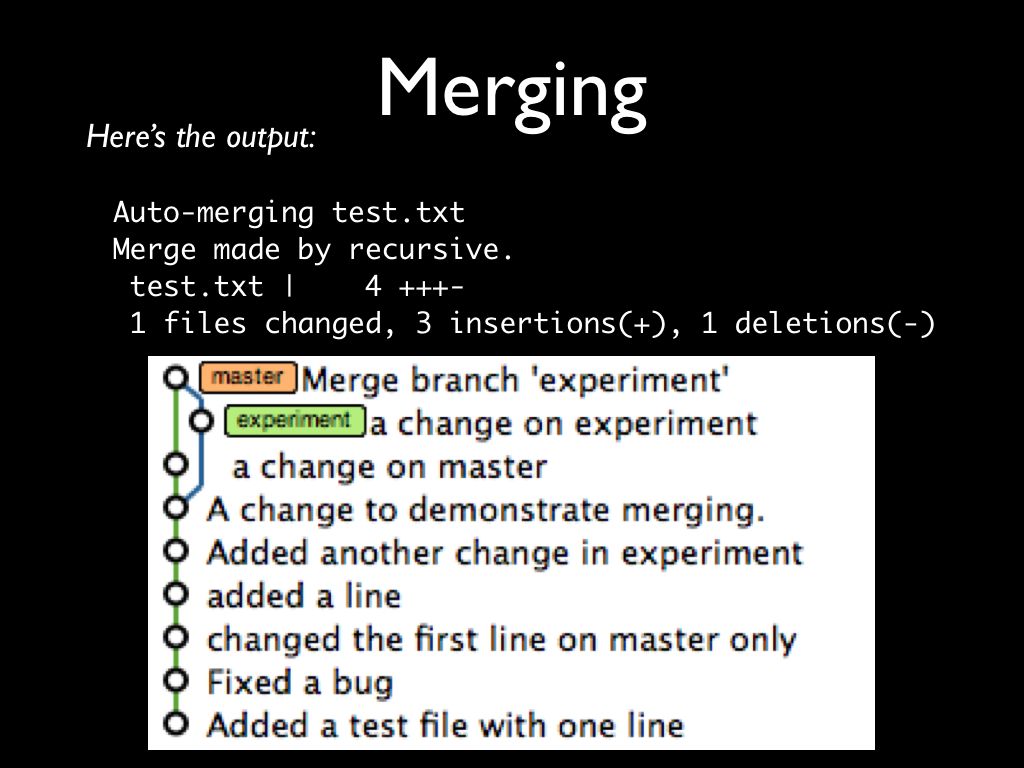 Merging
Here's the output:
Auto-merging test.txt
Merge made by recursive.
test.txt |    4 +++-
1 files changed, 3 insertions(+), 1 deletions(-)
master Merge branch 'experiment'
experiment a change on experiment
a change on master
A change to demonstrate merging.
Added another change in experiment
added a line
changed the first line on master only
Fixed a bug
Added a test file with one line